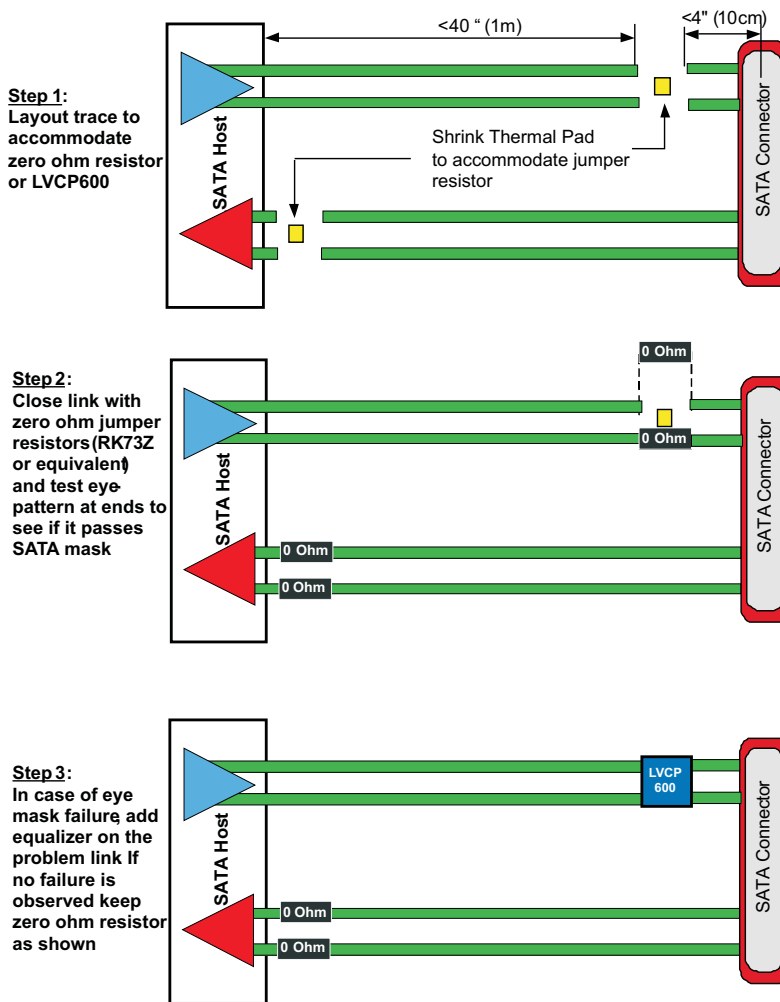 <40 “ (1m)
<4" (10cm)
Step 1:
Layout trace to
accommodate
zero ohm resistor
or LVCP600
SATA Host
Shrink Thermal Pad
to accommodate jumper
resistor
SATA Connector
Step 2:
Close link with
zero ohm jumper
resistors(RK73Z
or equivalent)
and test eye-
pattern at ends to
see if it passes
SATA mask
SATA Host
0 Ohm
0 Ohm
0 Ohm
0 Ohm
SATA Connector
Step 3:
In case of eye
mask failure, add
equalizer on the
problem link If
no failure is
observed keep
zero ohm resistor
as shown
SATA Host
LVCP
600
0 Ohm
0 Ohm
SATA Connector